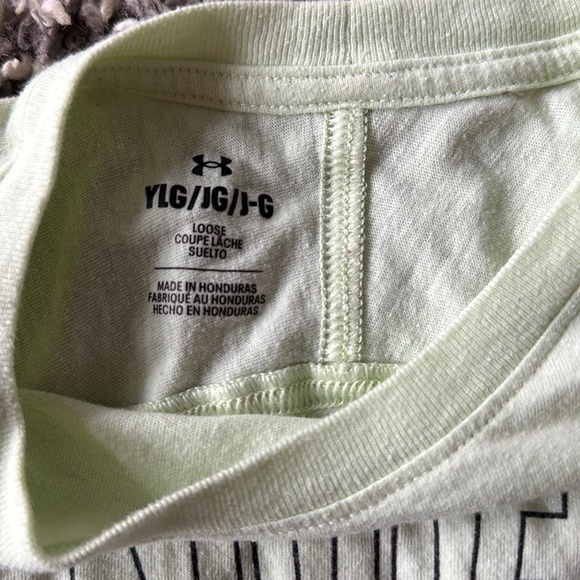 YLG/JG/J-G
LOOSE
COUPE LÂCHE
SUELTO
MADE IN HONDURAS
FABRIQUÉ AU HONDURAS
HECHO EN HONDURAS